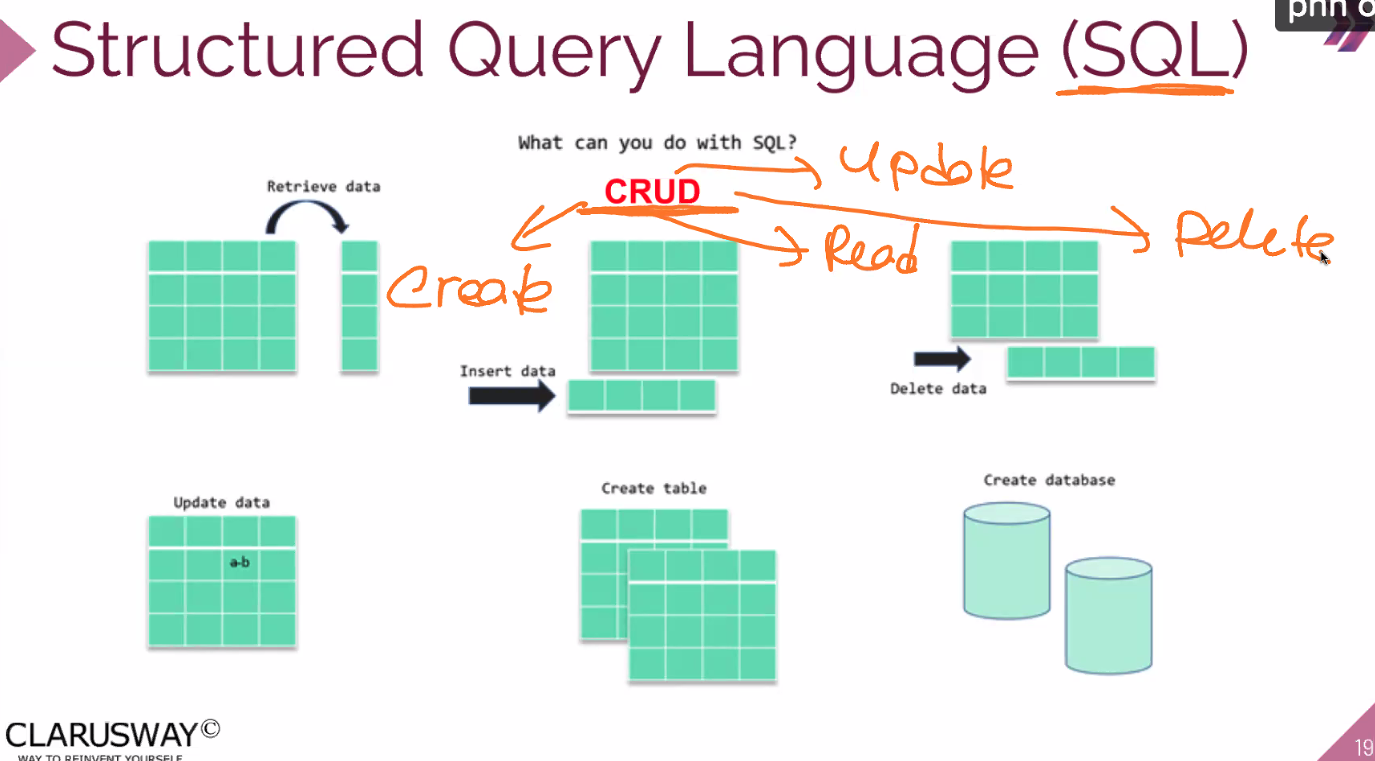 phh o
Structured Query Language (SQL)
What can you do with SQL?
Retrieve data
CRUD
Update
Read
Delete
Create
Insert data
Delete data
Update data
a-b
Create table
Create database
CLARUSWAY©
WAY TO REINVENT YOURSELF
19